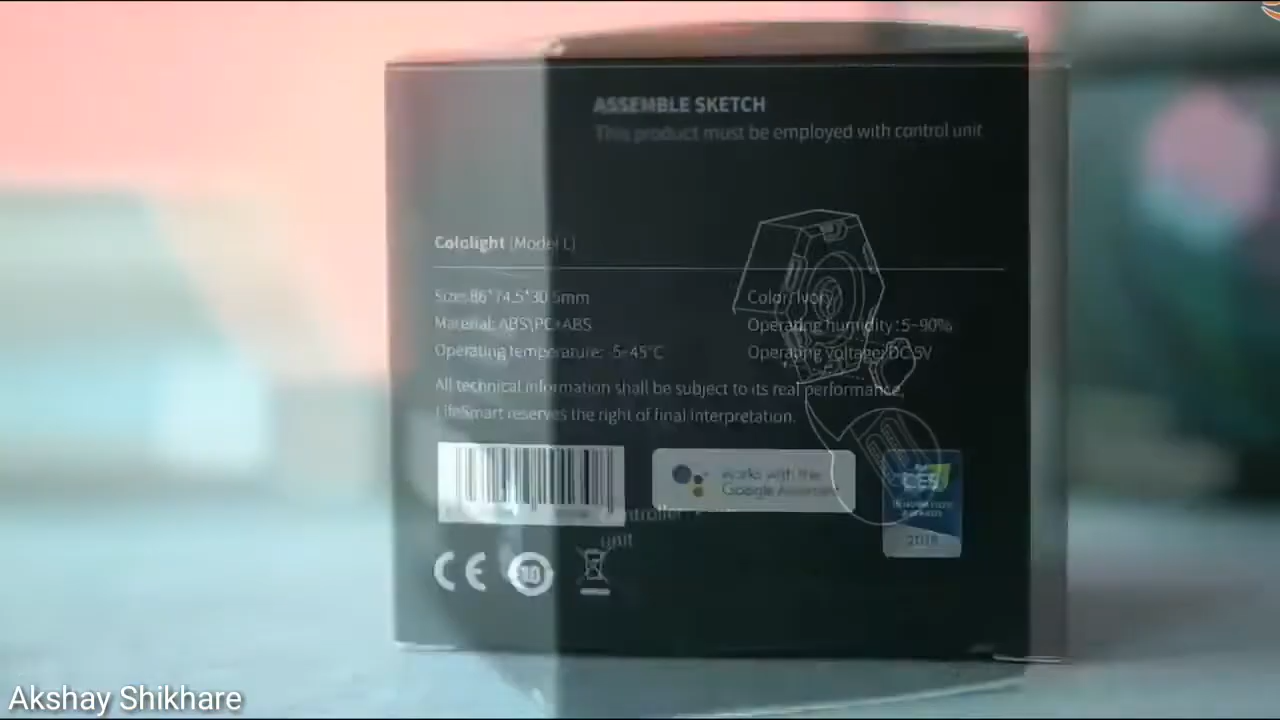 ASSEMBLE SKETCH
This product must be employed with control unit
Cololight (Model L)
Size: 86*74.5*30.5mm
Color: Ivory
Material: ABS\PC+ABS
Operating humidity: 5~90%
Operating temperature: -5~45°C
Operating voltage: DC 5V
All technical information shall be subject to its real performance,
LifeSmart reserves the right of final interpretation.
works with the
Google Assistant
CES
INNOVATION
AWARDS
2018
unit
CE
10
Akshay Shikhare